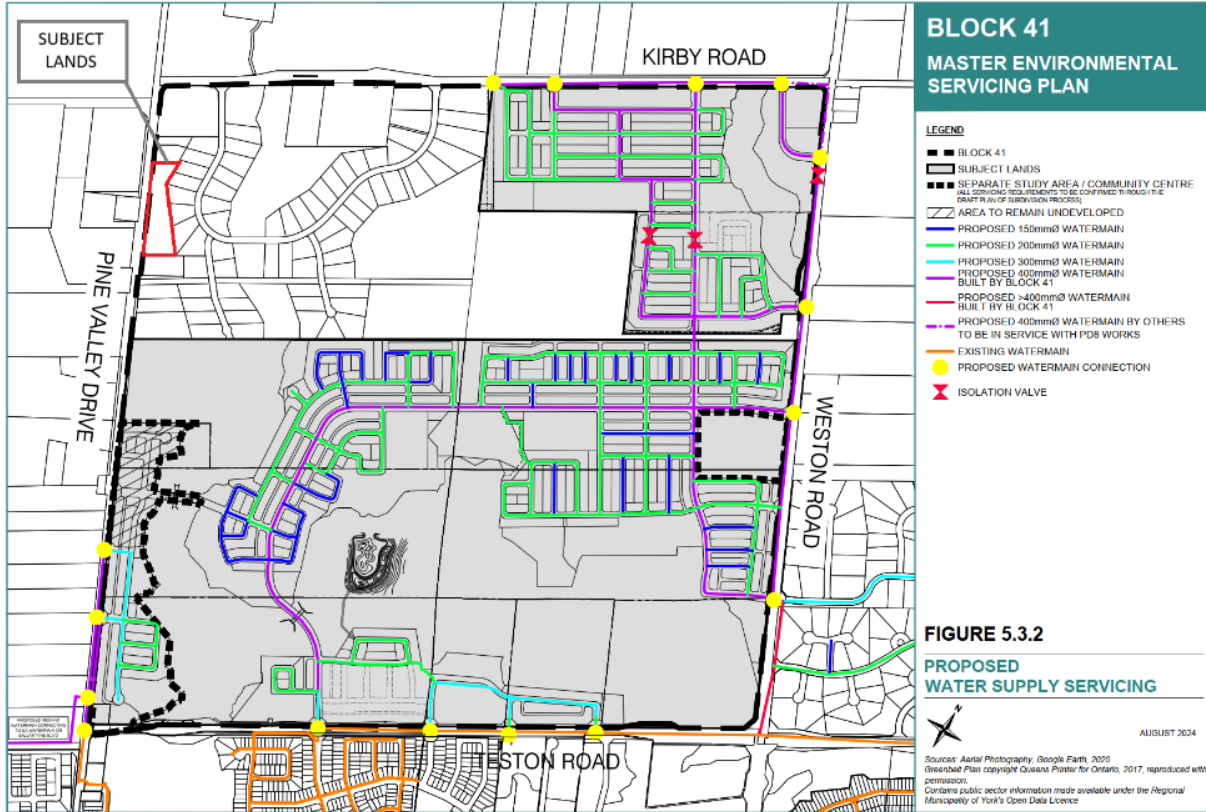 SUBJECT
LANDS
KIRBY ROAD
PINE VALLEY DRIVE
WESTON ROAD
TESTON ROAD
BLOCK 41
MASTER ENVIRONMENTAL
SERVICING PLAN
LEGEND
BLOCK 41
SUBJECT LANDS
SEPARATE STUDY AREA / COMMUNITY CENTRE
(ALL SERVICING REQUIREMENTS TO BE CONFIRMED THROUGH THE
DRAFT PLAN OF SUBDIVISION PROCESS)
AREA TO REMAIN UNDEVELOPED
PROPOSED 150mmØ WATERMAIN
PROPOSED 200mmØ WATERMAIN
PROPOSED 300mmØ WATERMAIN
PROPOSED 400mmØ WATERMAIN
BUILT BY BLOCK 41
PROPOSED >400mmØ WATERMAIN
BUILT BY BLOCK 41
PROPOSED 400mmØ WATERMAIN BY OTHERS
TO BE IN SERVICE WITH PD8 WORKS
EXISTING WATERMAIN
PROPOSED WATERMAIN CONNECTION
ISOLATION VALVE
FIGURE 5.3.2
PROPOSED
WATER SUPPLY SERVICING
N
AUGUST 2024
Sources: Aerial Photography, Google Earth, 2020
Greenbelt Plan copyright Queens Printer for Ontario, 2017, reproduced with
permission.
Contains public sector information made available under the Regional
Municipality of York's Open Data Licence